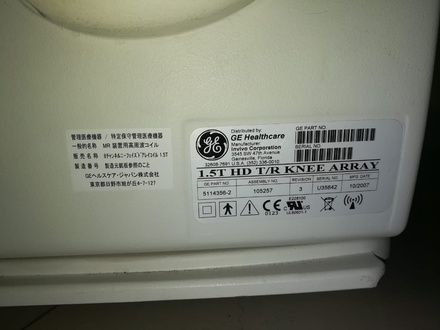 管理医療機器 / 特定保守管理医療機器
一般的名称 MR 装置用高周波コイル
販売名称 8チャンネルニーフェイズドアレイコイル 1.5T
製造番号 製造元銘板参照のこと
GEヘルスケア・ジャパン株式会社
東京都日野市旭が丘4-7-127
Distributed by
GE Healthcare
Manufacturer
Invivo Corporation
3545 SW 47th Avenue
Gainesville, Florida
32608-7691 U.S.A. (352) 336-0010
GE PART NO.
SERIAL NO.
1.5T HD T/R KNEE ARRAY
GE PART NO. ASSEMBLY NO. REVISION SERIAL NO. MFG. DATE
5114356-2 105257 3 U35642 10/2007
0123